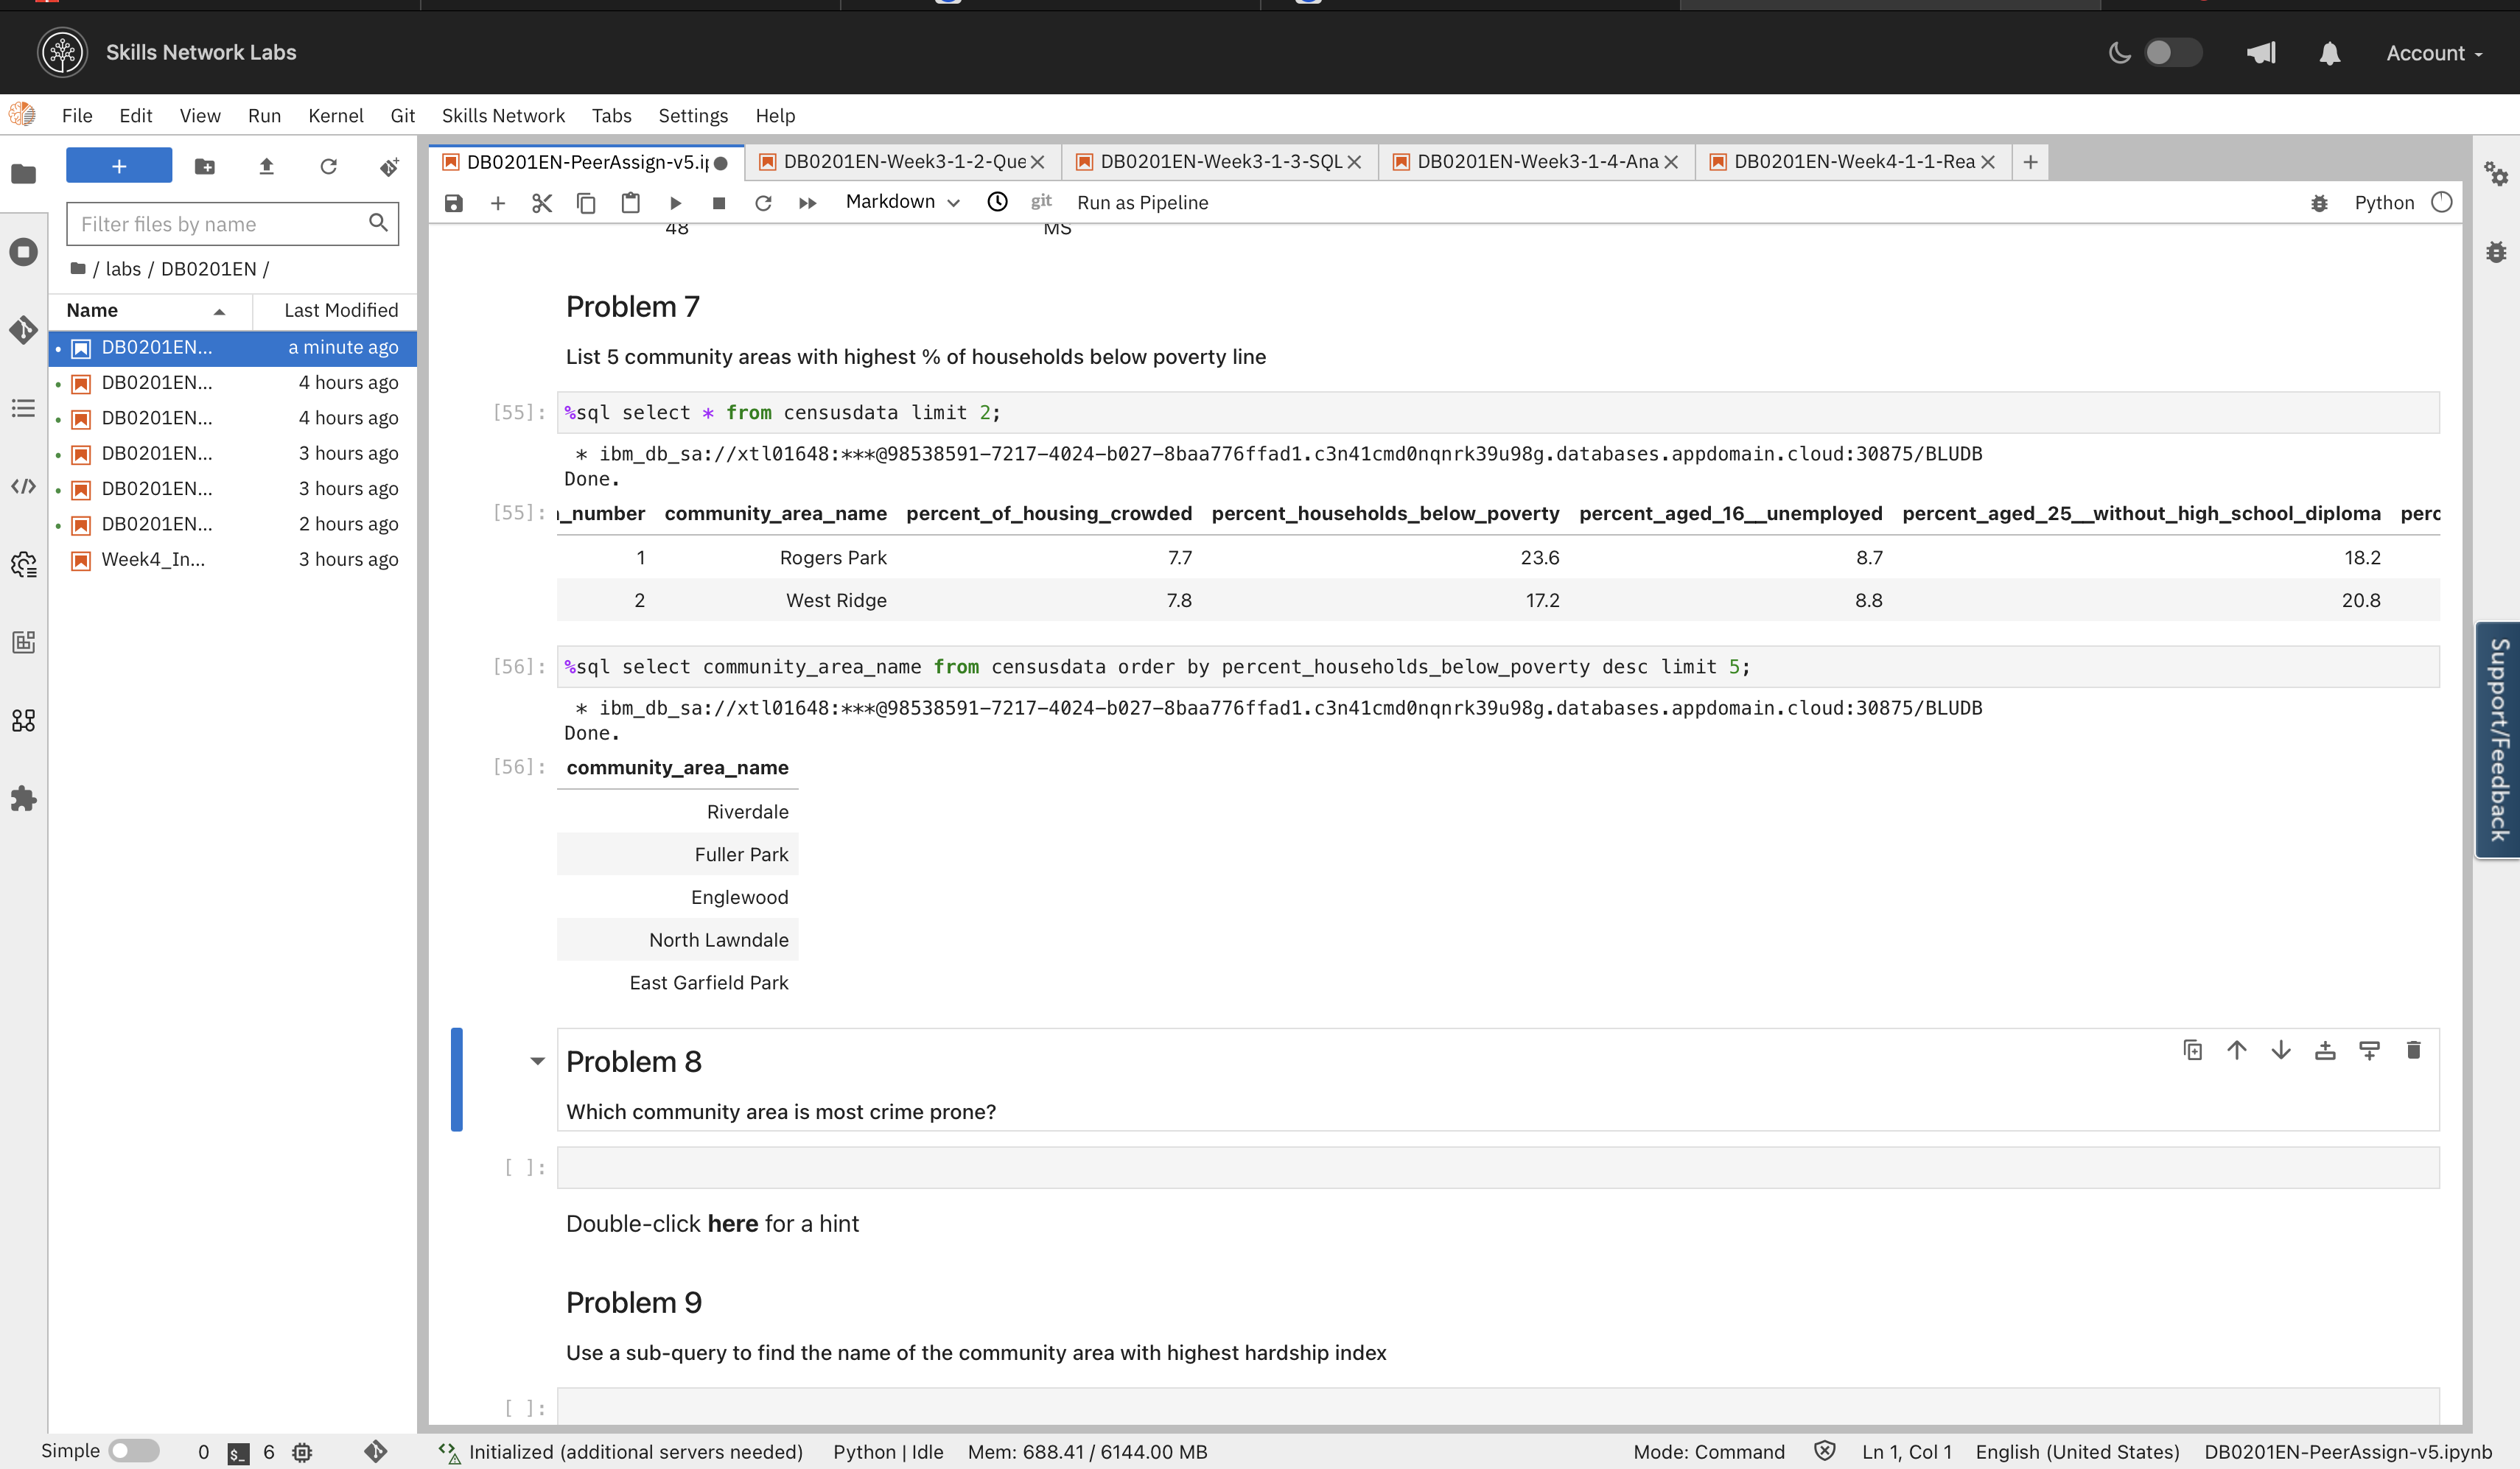 Skills Network Labs
Account
File Edit View Run Kernel Git Skills Network Tabs Settings Help
+
Filter files by name
/ labs / DB0201EN /
Name Last Modified
DB0201EN... a minute ago
DB0201EN... 4 hours ago
DB0201EN... 4 hours ago
DB0201EN... 3 hours ago
DB0201EN... 3 hours ago
DB0201EN... 2 hours ago
Week4_In... 3 hours ago
DB0201EN-PeerAssign-v5.ip
DB0201EN-Week3-1-2-Que
DB0201EN-Week3-1-3-SQL
DB0201EN-Week3-1-4-Ana
DB0201EN-Week4-1-1-Rea
Markdown git Run as Pipeline Python
48 MS
Problem 7
List 5 community areas with highest % of households below poverty line
[55]: %sql select * from censusdata limit 2;
* ibm_db_sa://xtl01648:***@98538591-7217-4024-b027-8baa776ffad1.c3n41cmd0nqnrk39u98g.databases.appdomain.cloud:30875/BLUDB
Done.
[55]: _number community_area_name percent_of_housing_crowded percent_households_below_poverty percent_aged_16__unemployed percent_aged_25__without_high_school_diploma perc
1 Rogers Park 7.7 23.6 8.7 18.2
2 West Ridge 7.8 17.2 8.8 20.8
[56]: %sql select community_area_name from censusdata order by percent_households_below_poverty desc limit 5;
* ibm_db_sa://xtl01648:***@98538591-7217-4024-b027-8baa776ffad1.c3n41cmd0nqnrk39u98g.databases.appdomain.cloud:30875/BLUDB
Done.
[56]: community_area_name
Riverdale
Fuller Park
Englewood
North Lawndale
East Garfield Park
Problem 8
Which community area is most crime prone?
[ ]:
Double-click here for a hint
Problem 9
Use a sub-query to find the name of the community area with highest hardship index
[ ]:
Support/Feedback
Simple 0 $_ 6 Initialized (additional servers needed) Python | Idle Mem: 688.41 / 6144.00 MB Mode: Command Ln 1, Col 1 English (United States) DB0201EN-PeerAssign-v5.ipynb